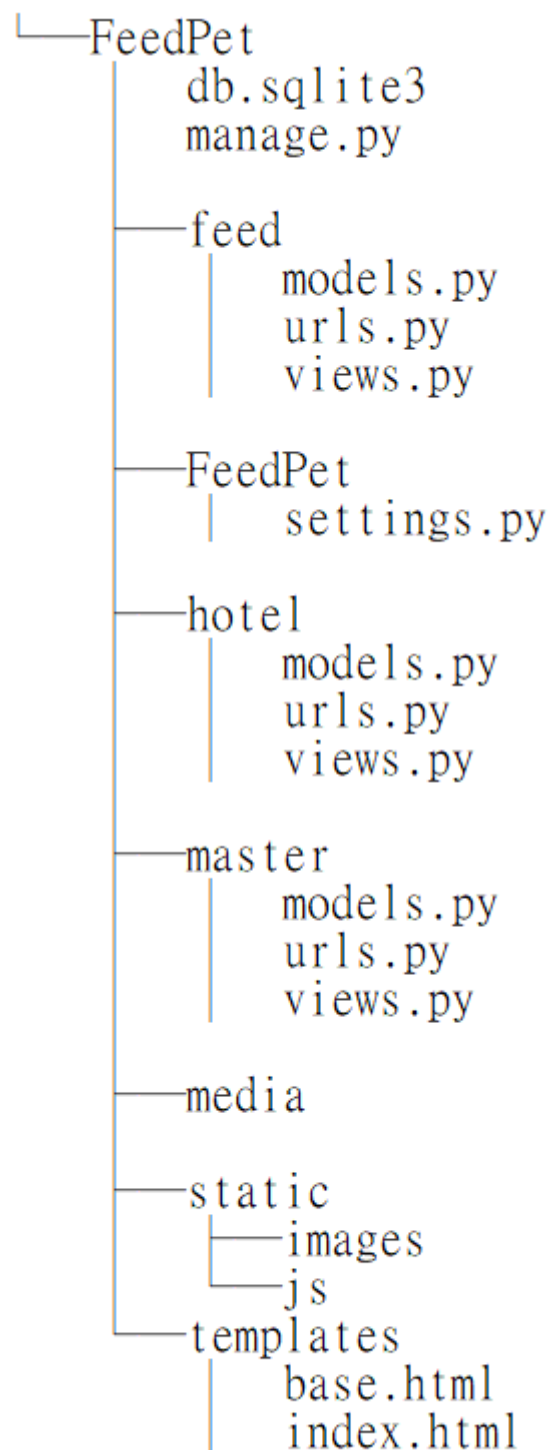 FeedPet
db.sqlite3
manage.py
feed
models.py
urls.py
views.py
FeedPet
settings.py
hotel
models.py
urls.py
views.py
master
models.py
urls.py
views.py
media
static
images
js
templates
base.html
index.html